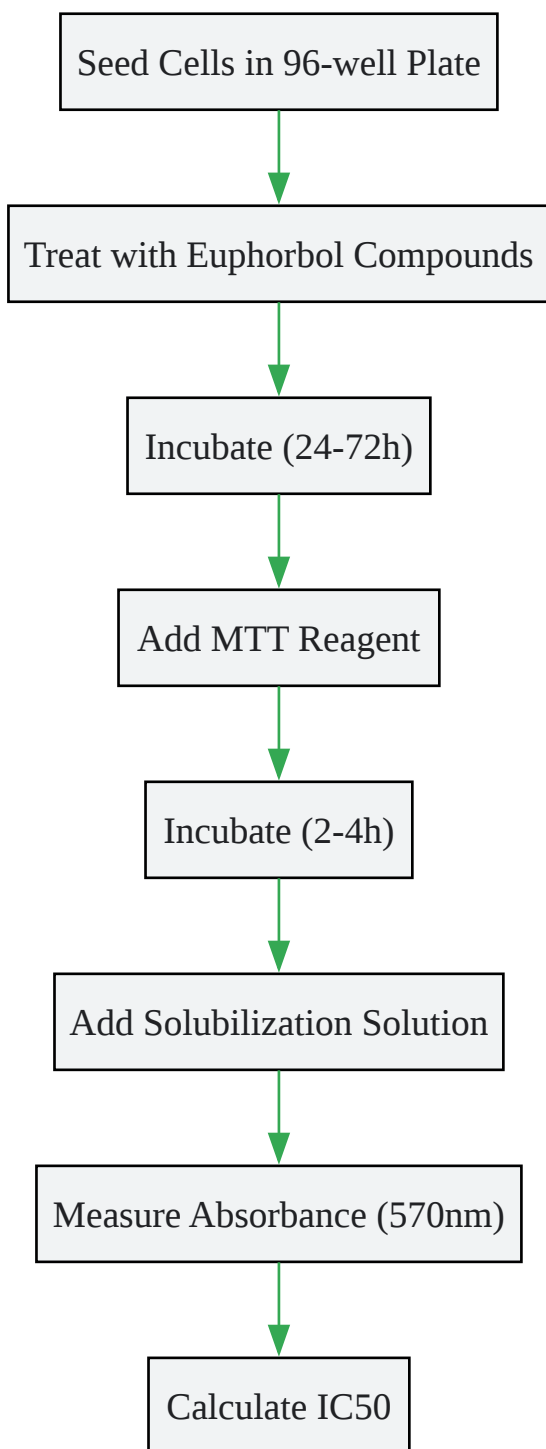 Seed Cells in 96-well Plate
Treat with Euphorbol Compounds
Incubate (24-72h)
Add MTT Reagent
Incubate (2-4h)
Add Solubilization Solution
Measure Absorbance (570nm)
Calculate IC50